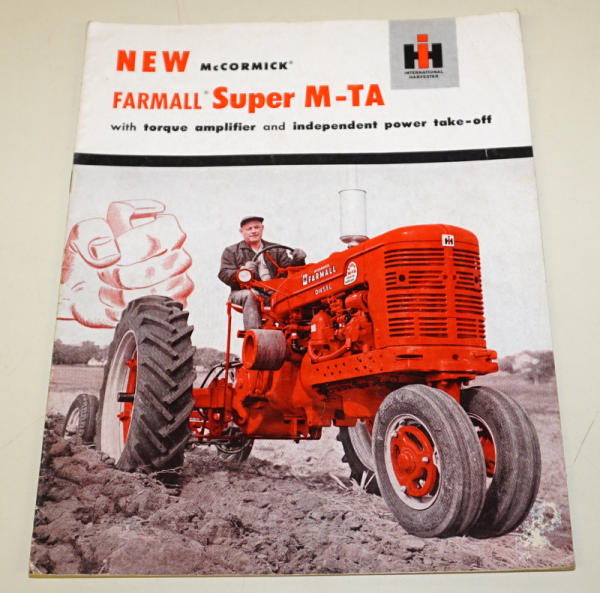 NEW McCORMICK®
IH
INTERNATIONAL
HARVESTER
FARMALL® Super M-TA
with torque amplifier and independent power take-off
IH
FARMALL
DIESEL